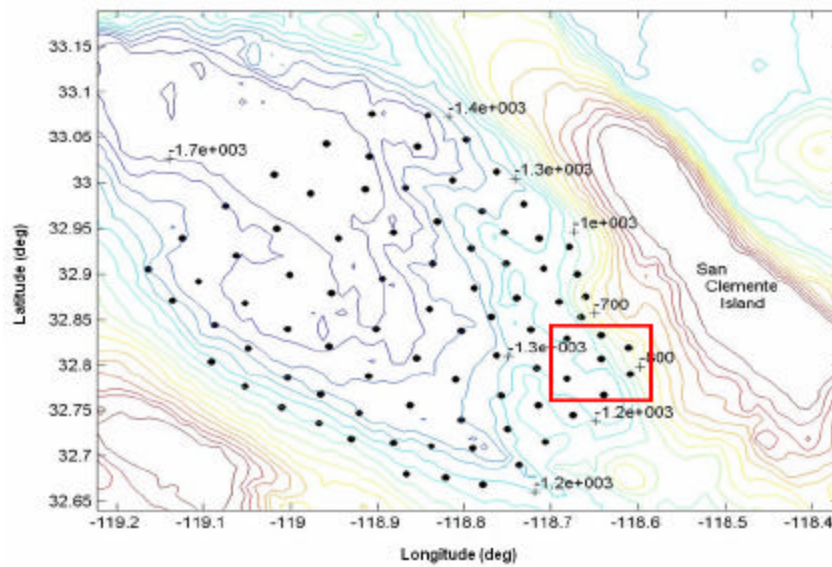 33.15
33.1
33.05
33
32.95
32.9
32.85
32.8
32.75
32.7
32.65
Latitude (deg)
-1.4e+003
-1.7e+003
-1.3e+003
-1e+003
San
Clemente
Island
-700
-1.3e+003
-1.2e+003
-1.2e+003
-119.2
-119.1
-119
-118.9
-118.8
-118.7
-118.6
-118.5
-118.4
Longitude (deg)